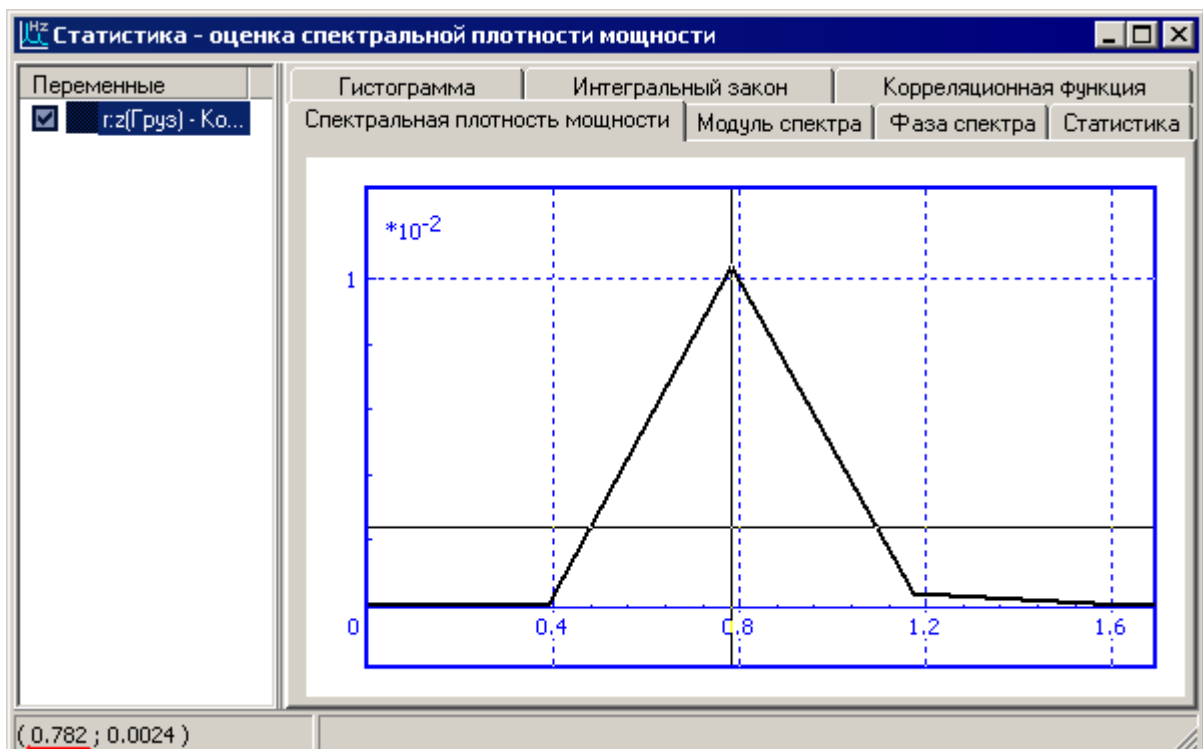 Hz Статистика - оценка спектральной плотности мощности
Переменные
r:z(Груз) - Ко...
Гистограмма Интегральный закон Корреляционная функция
Спектральная плотность мощности Модуль спектра Фаза спектра Статистика
*10-2
1
0 0.4 0.8 1.2 1.6
( 0.782 ; 0.0024 )